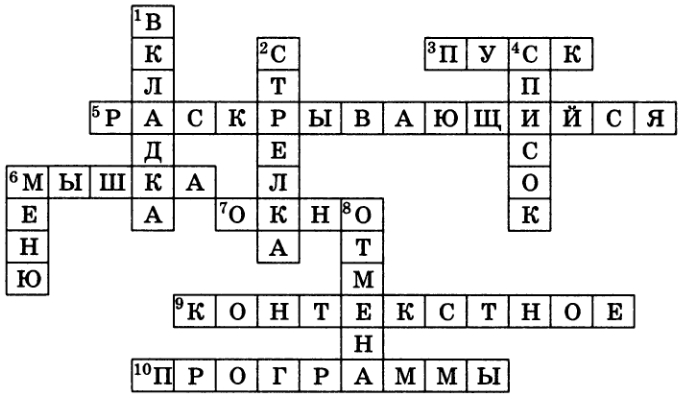 1В
К 2С 3П У 4С К
Л Т П
5Р А С К Р Ы В А Ю Щ И Й С Я
Д Е С
6М Ы Ш К А Л О
Е А 7О К Н 8О К
Н А Т
Ю М
9К О Н Т Е К С Т Н О Е
Н
10П Р О Г Р А М М Ы